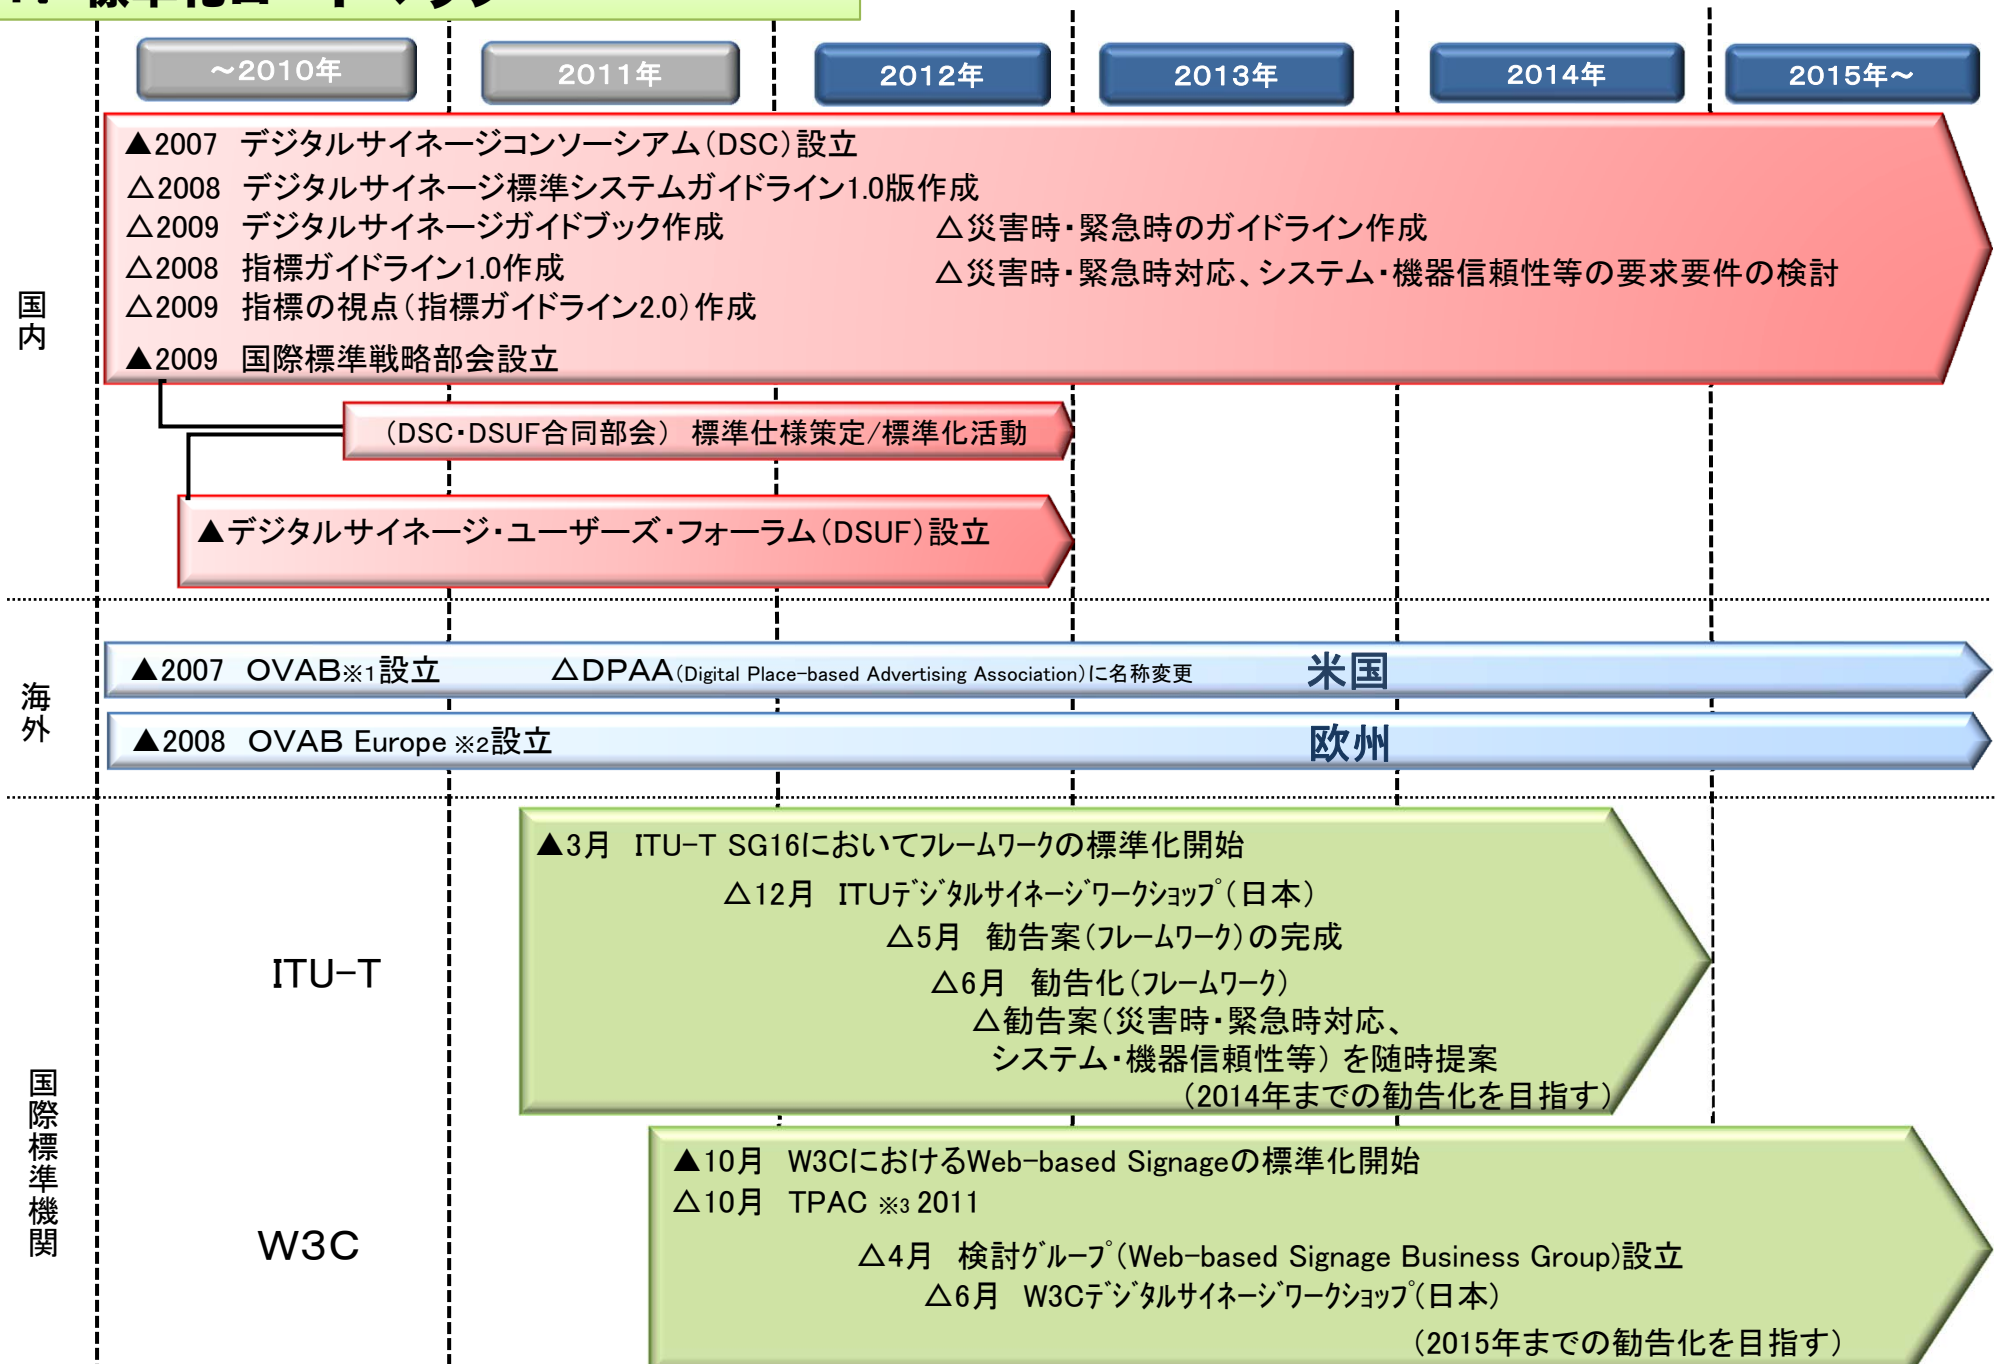 ～2010年
2011年
2012年
2013年
2014年
2015年～
国内
▲2007 デジタルサイネージコンソーシアム（DSC）設立
△2008 デジタルサイネージ標準システムガイドライン1.0版作成
△2009 デジタルサイネージガイドブック作成
△災害時・緊急時のガイドライン作成
△2008 指標ガイドライン1.0作成
△災害時・緊急時対応、システム・機器信頼性等の要求要件の検討
△2009 指標の視点（指標ガイドライン2.0）作成
▲2009 国際標準戦略部会設立
（DSC・DSUF合同部会） 標準仕様策定/標準化活動
▲デジタルサイネージ・ユーザーズ・フォーラム（DSUF）設立
海外
▲2007 OVAB※1設立
△DPAA(Digital Place-based Advertising Association)に名称変更
米国
▲2008 OVAB Europe ※2設立
欧州
国際標準機関
ITU-T
▲3月 ITU-T SG16においてﾌﾚｰﾑﾜｰｸの標準化開始
△12月 ITUﾃﾞｼﾞﾀﾙｻｲﾈｰｼﾞﾜｰｸｼｮｯﾌﾟ（日本）
△5月 勧告案（ﾌﾚｰﾑﾜｰｸ）の完成
△6月 勧告化（ﾌﾚｰﾑﾜｰｸ）
△勧告案（災害時・緊急時対応、
システム・機器信頼性等）を随時提案
（2014年までの勧告化を目指す）
W3C
▲10月 W3CにおけるWeb-based Signageの標準化開始
△10月 TPAC ※3 2011
△4月 検討ｸﾞﾙｰﾌﾟ(Web-based Signage Business Group)設立
△6月 W3Cﾃﾞｼﾞﾀﾙｻｲﾈｰｼﾞﾜｰｸｼｮｯﾌﾟ（日本）
（2015年までの勧告化を目指す）